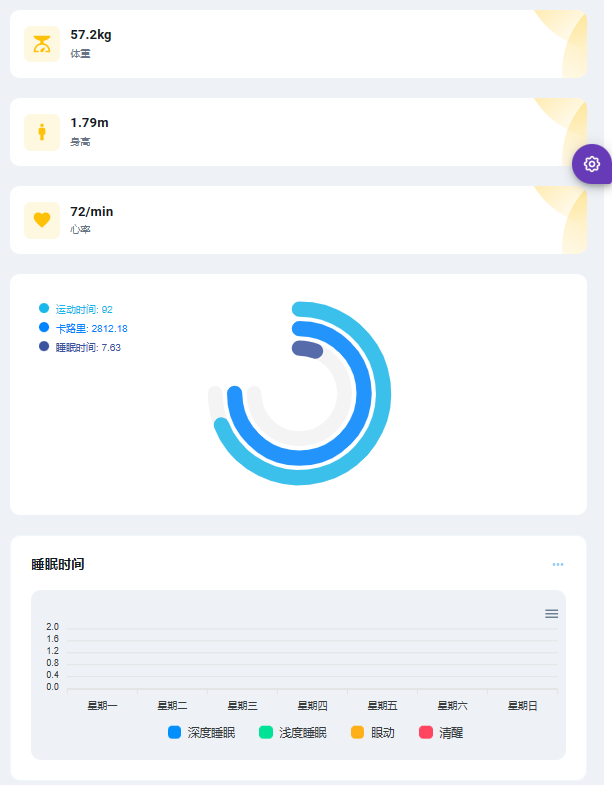 57.2kg
体重
1.79m
身高
72/min
心率
运动时间: 92
卡路里: 2812.18
睡眠时间: 7.63
睡眠时间
2.0
1.6
1.2
0.8
0.4
0.0
星期一 星期二 星期三 星期四 星期五 星期六 星期日
深度睡眠 浅度睡眠 眼动 清醒